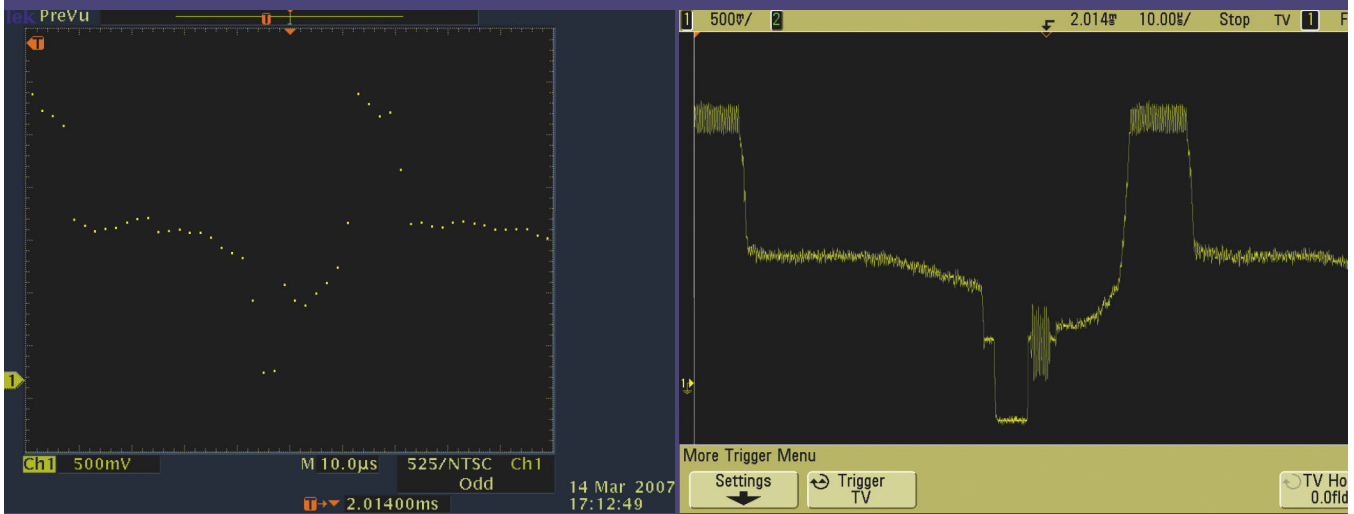 Tek PreVu
T
T
1
Ch1 500mV M 10.0µs 525/NTSC Ch1
Odd
T→▼ 2.01400ms
14 Mar 2007
17:12:49
1 500mV/ 2 2.014ms 10.00µs/ Stop TV 1 F
1
More Trigger Menu
Settings
Trigger
TV
TV Ho
0.0fld